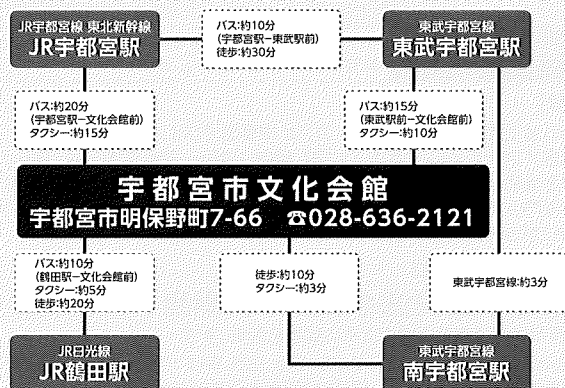 JR宇都宮線 東北新幹線
JR宇都宮駅
バス:約10分
(宇都宮駅−東武駅前)
徒歩:約30分
東武宇都宮線
東武宇都宮駅
バス:約20分
(宇都宮駅−文化会館前)
タクシー:約15分
バス:約15分
(東武駅前−文化会館前)
タクシー:約10分
宇都宮市文化会館
宇都宮市明保野町7-66 ☎028-636-2121
バス:約10分
(鶴田駅−文化会館前)
タクシー:約5分
徒歩:約20分
徒歩:約10分
タクシー:約3分
東武宇都宮線:約3分
JR日光線
JR鶴田駅
東武宇都宮線
南宇都宮駅